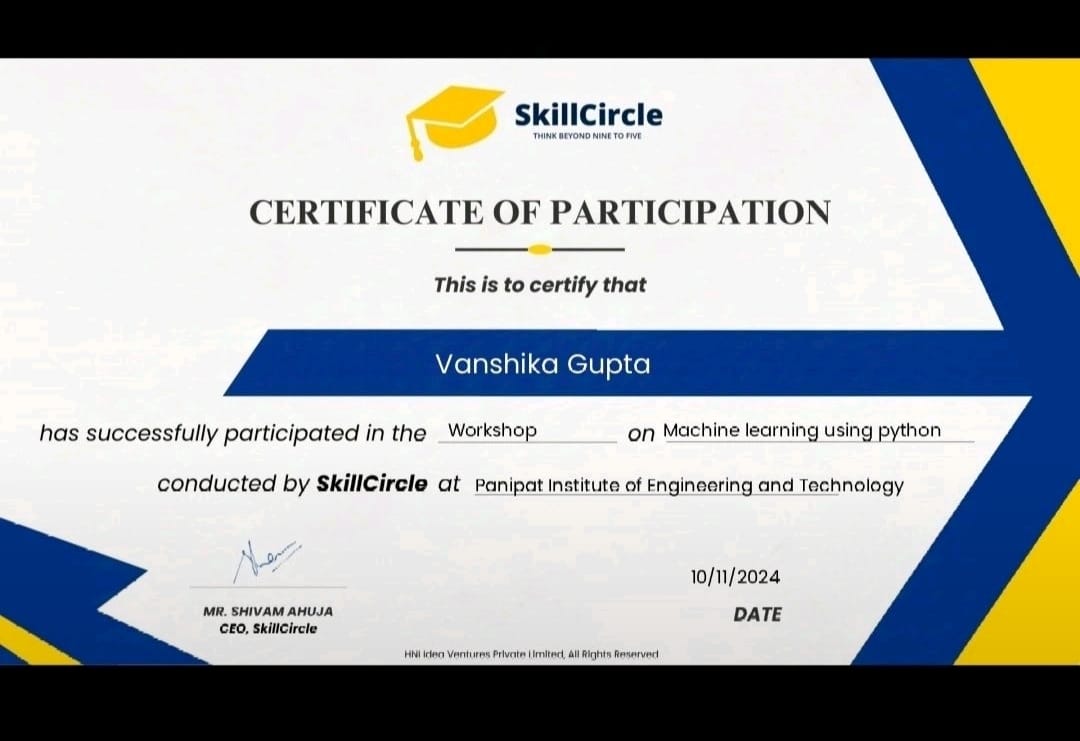 SkillCircle
THINK BEYOND NINE TO FIVE
CERTIFICATE OF PARTICIPATION
This is to certify that
Vanshika Gupta
has successfully participated in the Workshop on Machine learning using python
conducted by SkillCircle at Panipat Institute of Engineering and Technology
10/11/2024
MR. SHIVAM AHUJA
DATE
CEO, SkillCircle
HNI Idea Ventures Private Limited, All Rights Reserved